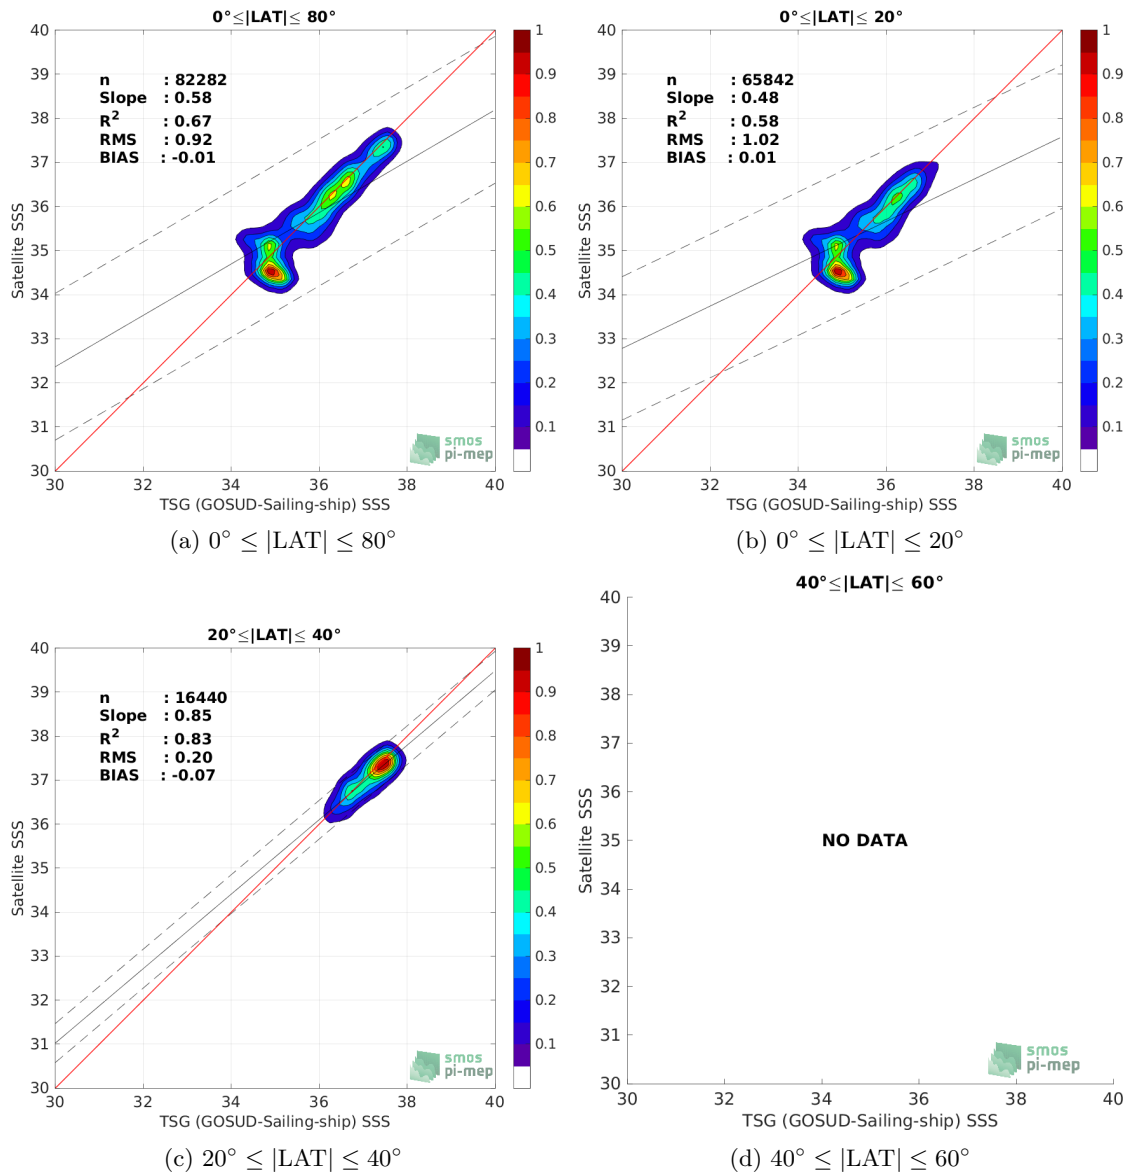 0°≤|LAT|≤ 80°
40
39
38
37
36
35
34
33
32
31
30
Satellite SSS
n : 82282
Slope : 0.58
R2 : 0.67
RMS : 0.92
BIAS : -0.01
smos
pi-mep
30 32 34 36 38 40
TSG (GOSUD-Sailing-ship) SSS
1
0.9
0.8
0.7
0.6
0.5
0.4
0.3
0.2
0.1
(a) 0° ≤ |LAT| ≤ 80°
0°≤|LAT|≤ 20°
40
39
38
37
36
35
34
33
32
31
30
Satellite SSS
n : 65842
Slope : 0.48
R2 : 0.58
RMS : 1.02
BIAS : 0.01
smos
pi-mep
30 32 34 36 38 40
TSG (GOSUD-Sailing-ship) SSS
1
0.9
0.8
0.7
0.6
0.5
0.4
0.3
0.2
0.1
(b) 0° ≤ |LAT| ≤ 20°
20°≤|LAT|≤ 40°
40
39
38
37
36
35
34
33
32
31
30
Satellite SSS
n : 16440
Slope : 0.85
R2 : 0.83
RMS : 0.20
BIAS : -0.07
smos
pi-mep
30 32 34 36 38 40
TSG (GOSUD-Sailing-ship) SSS
1
0.9
0.8
0.7
0.6
0.5
0.4
0.3
0.2
0.1
(c) 20° ≤ |LAT| ≤ 40°
40°≤|LAT|≤ 60°
40
39
38
37
36
35
34
33
32
31
30
Satellite SSS
NO DATA
smos
pi-mep
30 32 34 36 38 40
TSG (GOSUD-Sailing-ship) SSS
(d) 40° ≤ |LAT| ≤ 60°